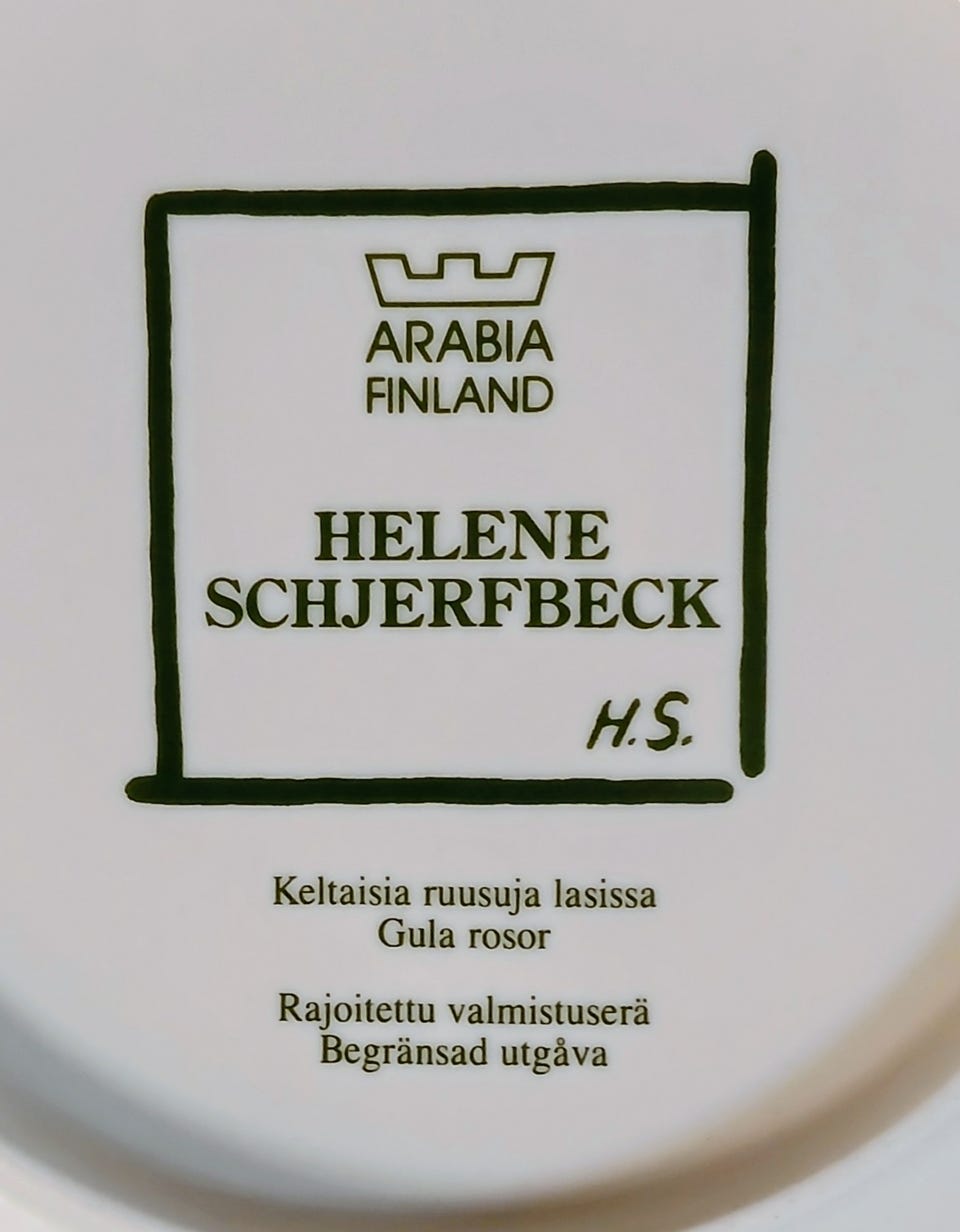 ARABIA
FINLAND
HELENE
SCHJERFBECK
H.S.
Keltaisia ruusuja lasissa
Gula rosor
Rajoitettu valmistuserä
Begränsad utgåva